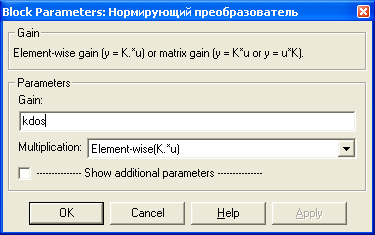 Block Parameters: Нормирующий преобразователь
Gain
Element-wise gain (y = K.*u) or matrix gain (y = K*u or y = u*K).
Parameters
Gain:
kdos
Multiplication: Element-wise(K.*u)
-------------- Show additional parameters --------------
OK Cancel Help Apply